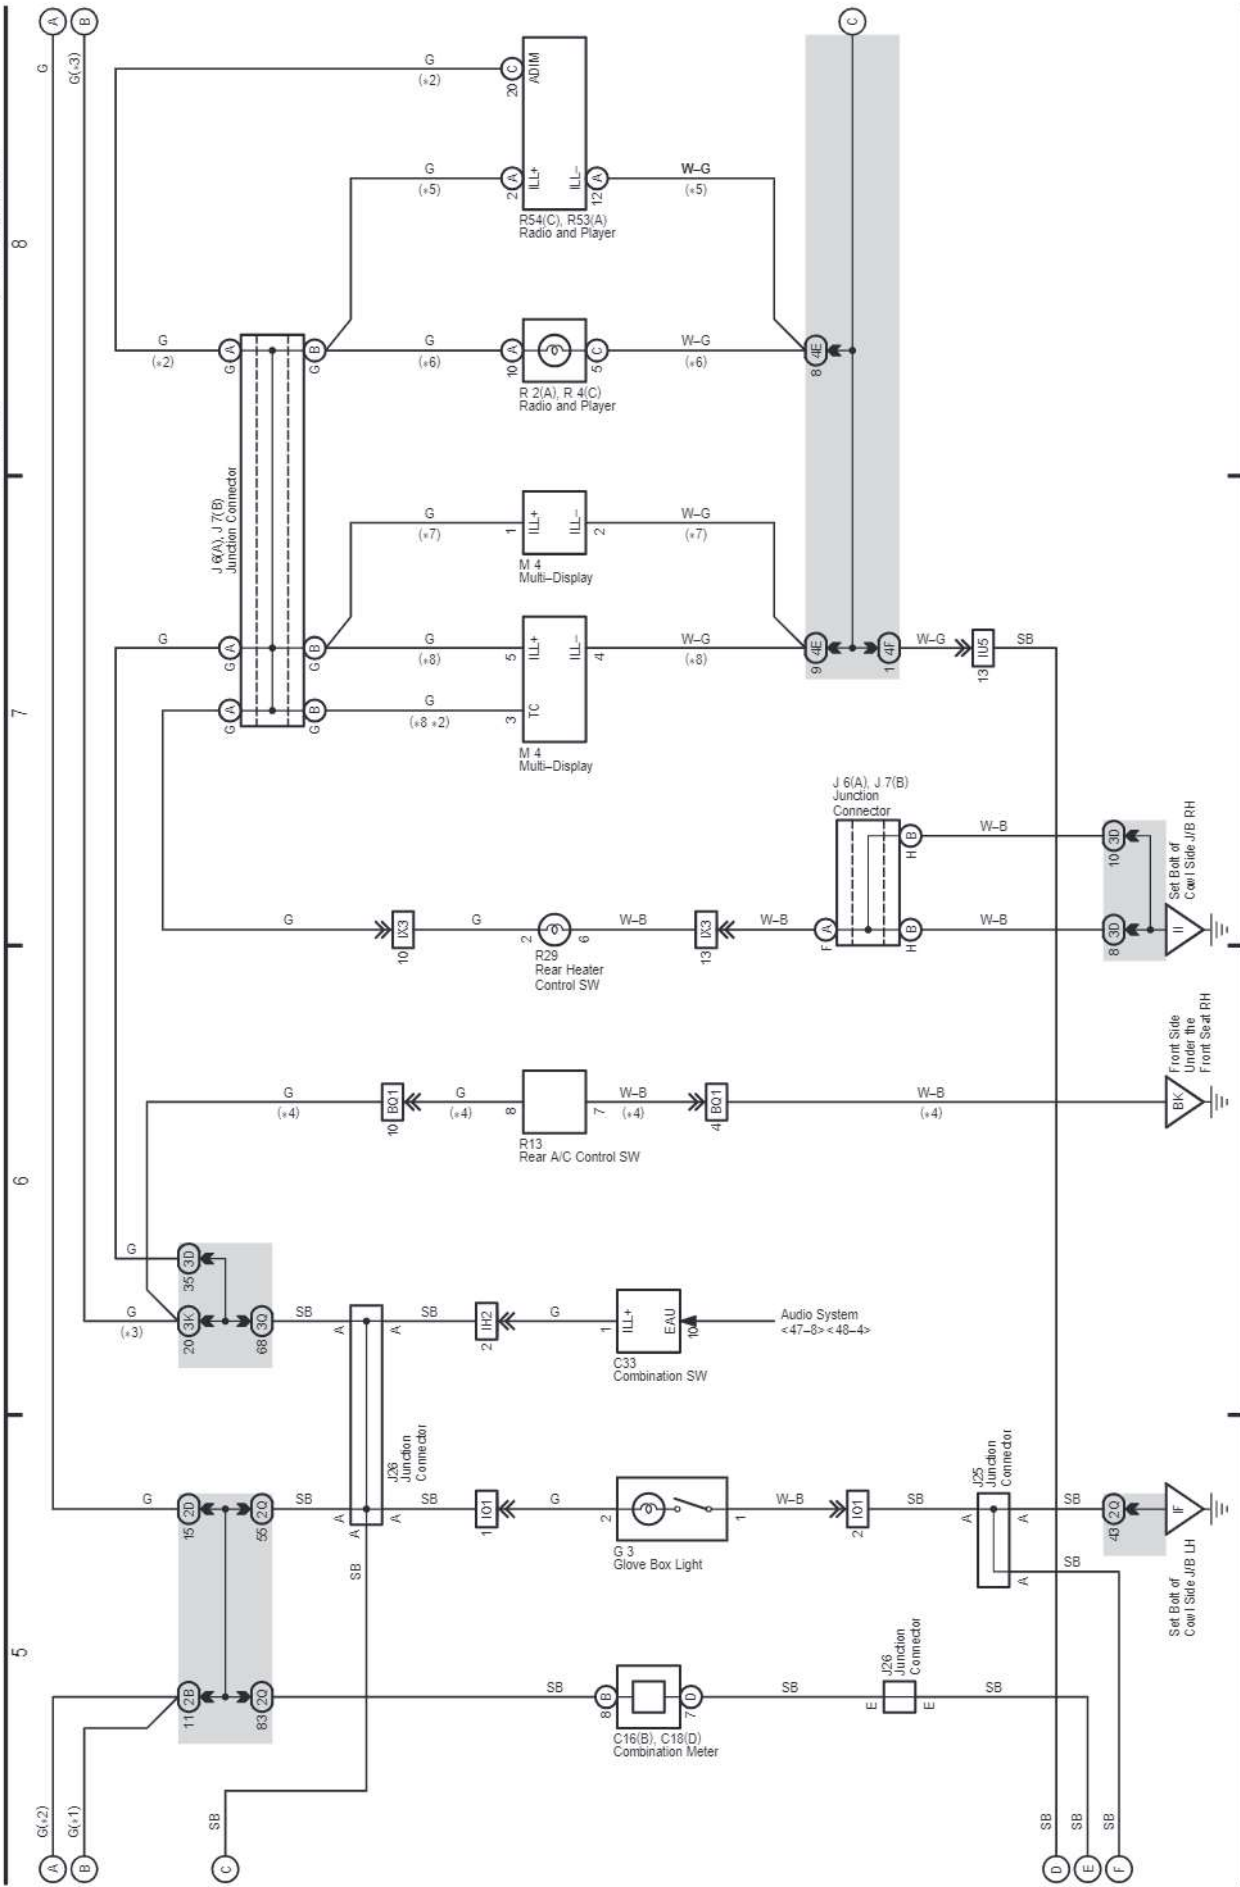 A
B
C
G
G(*3)
G
(*2)
20
C
ADIM
G
(*5)
2
A
ILL+
ILL-
12
A
W-G
(*5)
R54(C), R53(A)
Radio and Player
8
G
(*2)
G
A
G
B
G
(*6)
10
A
5
C
W-G
(*6)
8
4E
R 2(A), R 4(C)
Radio and Player
J 6(A), J 7(B)
Junction Connector
G
(*7)
1
ILL+
ILL-
2
W-G
(*7)
M 4
Multi-Display
G
G
A
G
B
G
(*8)
5
ILL+
ILL-
4
W-G
(*8)
9
4E
1
4F
W-G
13
IU5
SB
7
G
A
G
B
G
(*8 *2)
3
TC
M 4
Multi-Display
J 6(A), J 7(B)
Junction
Connector
H
B
W-B
10
3D
Set Bolt of
Cowl Side J/B RH
G
10
IX3
G
2
6
W-B
13
IX3
W-B
F
A
H
B
W-B
8
3D
II
R29
Rear Heater
Control SW
G
(*4)
10
BQ1
G
(*4)
8
7
W-B
(*4)
4
BQ1
W-B
(*4)
BK
Front Side
Under the
Front Seat RH
R13
Rear A/C Control SW
6
G
35
3D
G
(*3)
20
3K
68
3Q
SB
A
A
SB
2
IH2
G
1
ILL+
EAU
10
Audio System
<47-8><48-4>
C33
Combination SW
J26
Junction
Connector
J25
Junction
Connector
G
15
2D
55
2Q
SB
A
A
A
SB
SB
1
IO1
G
2
1
W-B
2
IO1
SB
A
A
SB
43
2Q
IF
G 3
Glove Box Light
A
SB
Set Bolt of
Cowl Side J/B LH
5
11
2B
83
2Q
SB
8
B
7
D
SB
E
E
J26
Junction
Connector
SB
C16(B), C18(D)
Combination Meter
G(*2)
A
G(*1)
B
SB
C
SB
D
SB
E
SB
F